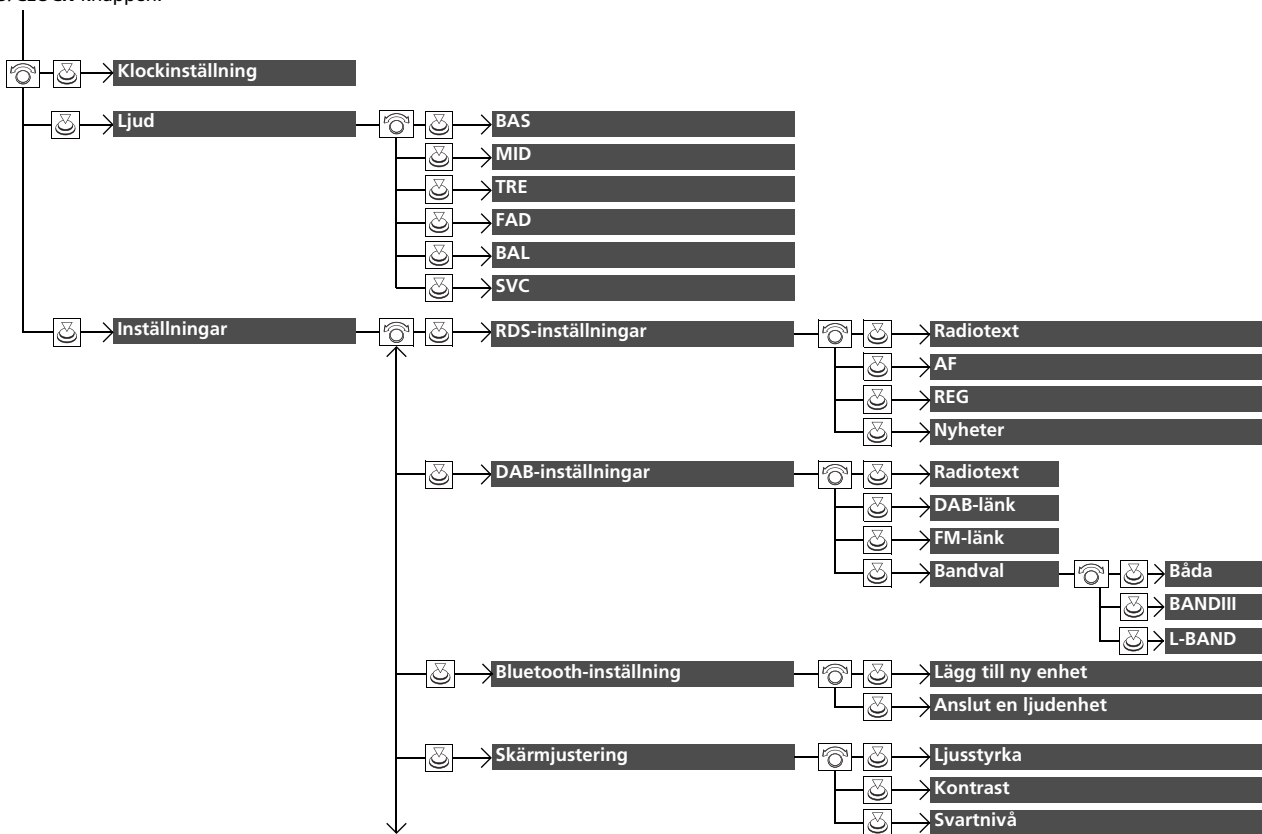 knappen.
Klockinställning
Ljud
BAS
MID
TRE
FAD
BAL
SVC
Inställningar
RDS-inställningar
Radiotext
AF
REG
Nyheter
DAB-inställningar
Radiotext
DAB-länk
FM-länk
Bandval
Båda
BANDIII
L-BAND
Bluetooth-inställning
Lägg till ny enhet
Anslut en ljudenhet
Skärmjustering
Ljusstyrka
Kontrast
Svartnivå